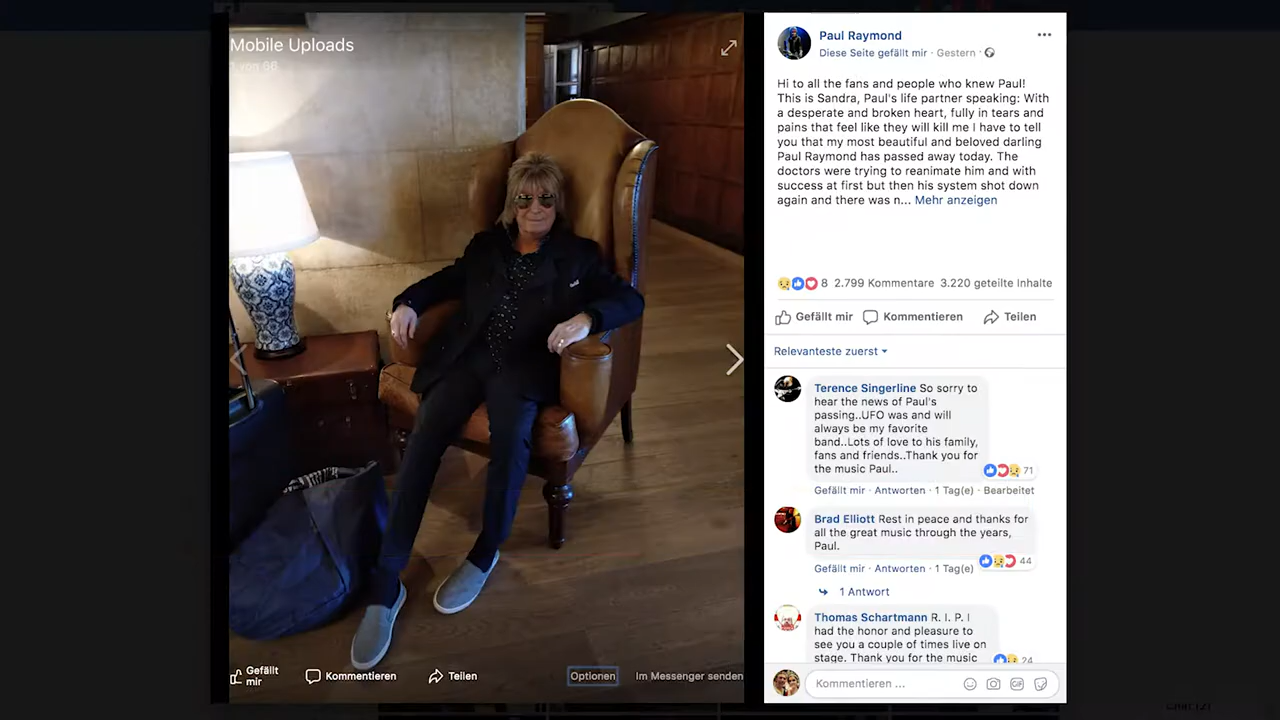 Mobile Uploads
1 von 66
Gefällt mir
Kommentieren
Teilen
Optionen
Im Messenger senden
Paul Raymond
Diese Seite gefällt mir · Gestern ·
Hi to all the fans and people who knew Paul!
This is Sandra, Paul's life partner speaking: With
a desperate and broken heart, fully in tears and
pains that feel like they will kill me I have to tell
you that my most beautiful and beloved darling
Paul Raymond has passed away today. The
doctors were trying to reanimate him and with
success at first but then his system shot down
again and there was n... Mehr anzeigen
8 2.799 Kommentare 3.220 geteilte Inhalte
Gefällt mir Kommentieren Teilen
Relevanteste zuerst
Terence Singerline So sorry to
hear the news of Paul's
passing..UFO was and will
always be my favorite
band..Lots of love to his family,
fans and friends..Thank you for
the music Paul..
71
Gefällt mir · Antworten · 1 Tag(e) · Bearbeitet
Brad Elliott Rest in peace and thanks for
all the great music through the years,
Paul.
44
Gefällt mir · Antworten · 1 Tag(e)
1 Antwort
Thomas Schartmann R. I. P. I
had the honor and pleasure to
see you a couple of times live on
stage. Thank you for the music
24
Kommentieren ...
GIF